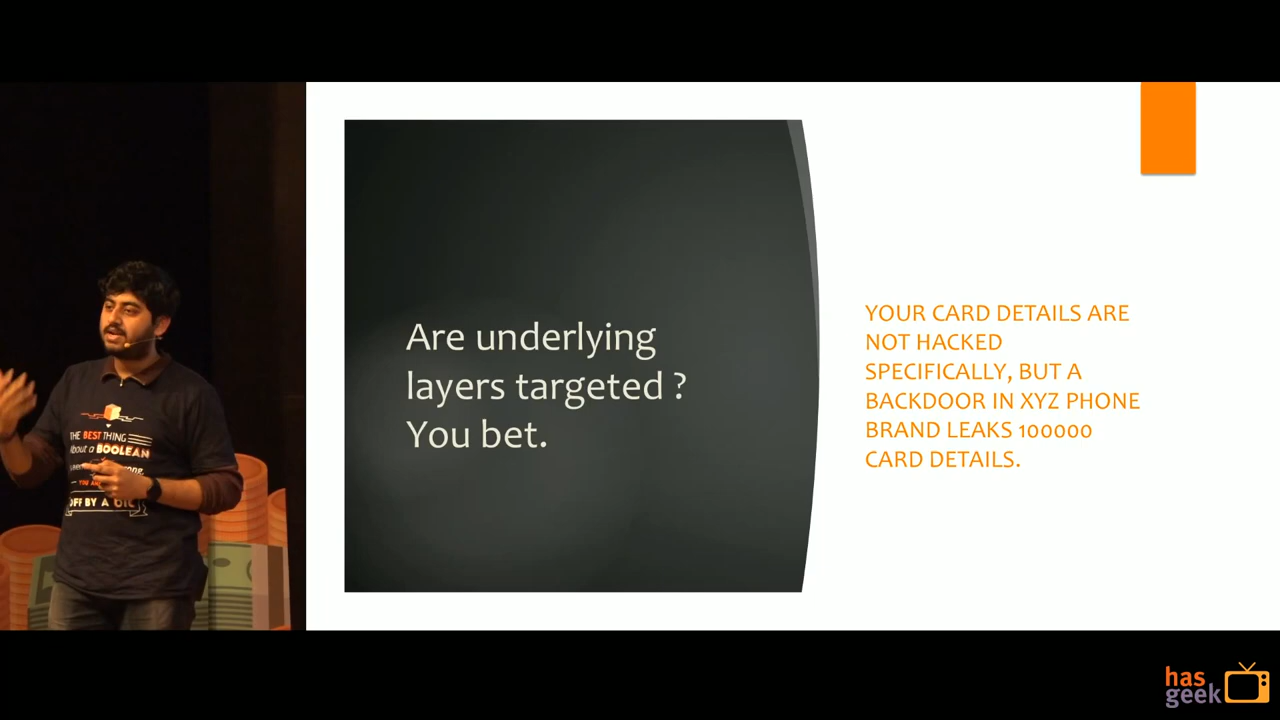 THE BEST THING
About a BOOLEAN
OFF BY A
Are underlying
layers targeted ?
You bet.
YOUR CARD DETAILS ARE
NOT HACKED
SPECIFICALLY, BUT A
BACKDOOR IN XYZ PHONE
BRAND LEAKS 100000
CARD DETAILS.
has
geek